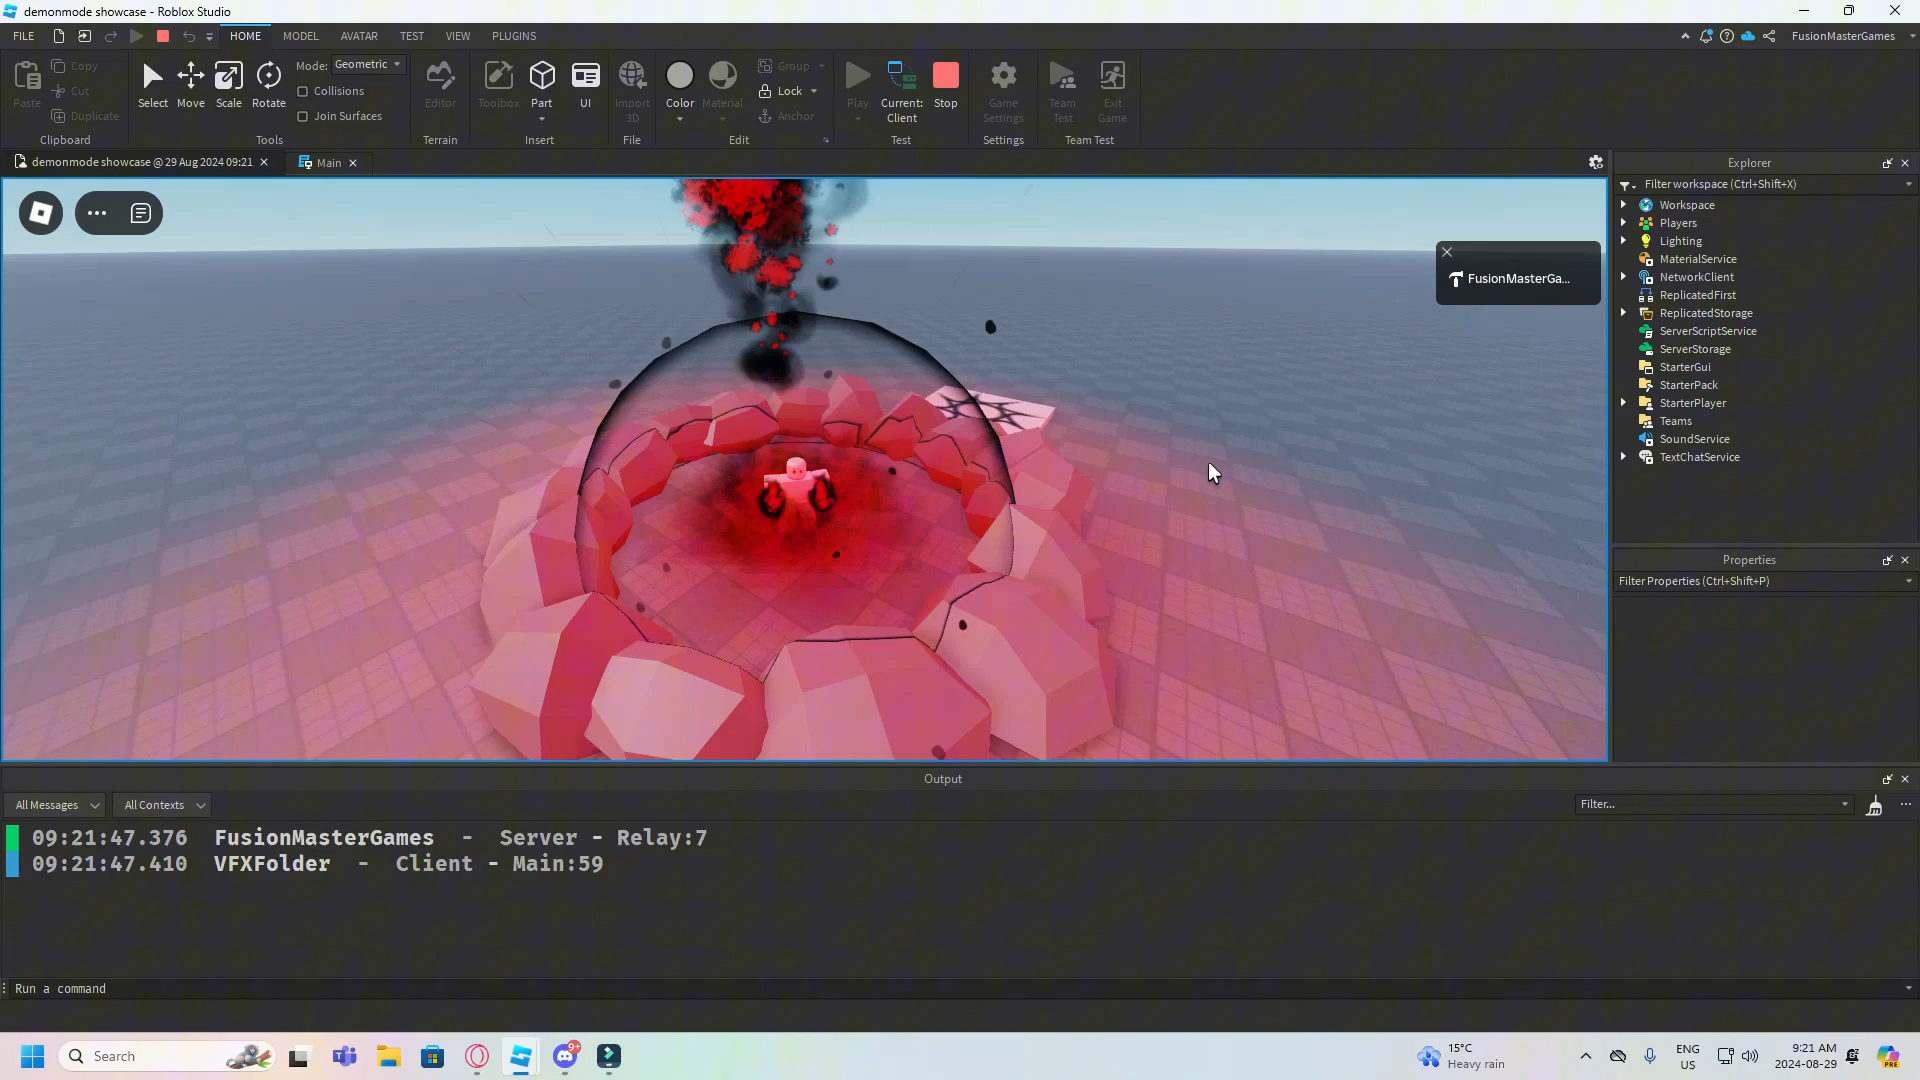 demonmode showcase - Roblox Studio
FILE HOME MODEL AVATAR TEST VIEW PLUGINS FusionMasterGames
Paste Copy Cut Duplicate Clipboard
Select Move Scale Rotate Mode: Geometric Collisions Join Surfaces Tools
Editor Terrain
Toolbox Part UI Insert
Import 3D File
Color Material Group Lock Anchor Edit
Play Current: Client Stop Test
Game Settings Settings
Team Test Exit Game Team Test
demonmode showcase @ 29 Aug 2024 09:21 Main
FusionMasterGa...
Explorer
Filter workspace (Ctrl+Shift+X)
Workspace
Players
Lighting
MaterialService
NetworkClient
ReplicatedFirst
ReplicatedStorage
ServerScriptService
ServerStorage
StarterGui
StarterPack
StarterPlayer
Teams
SoundService
TextChatService
Properties
Filter Properties (Ctrl+Shift+P)
Output
All Messages All Contexts Filter...
09:21:47.376 FusionMasterGames - Server - Relay:7
09:21:47.410 VFXFolder - Client - Main:59
Run a command
Search
9+
15°C
Heavy rain
ENG
US
9:21 AM
2024-08-29
PRE